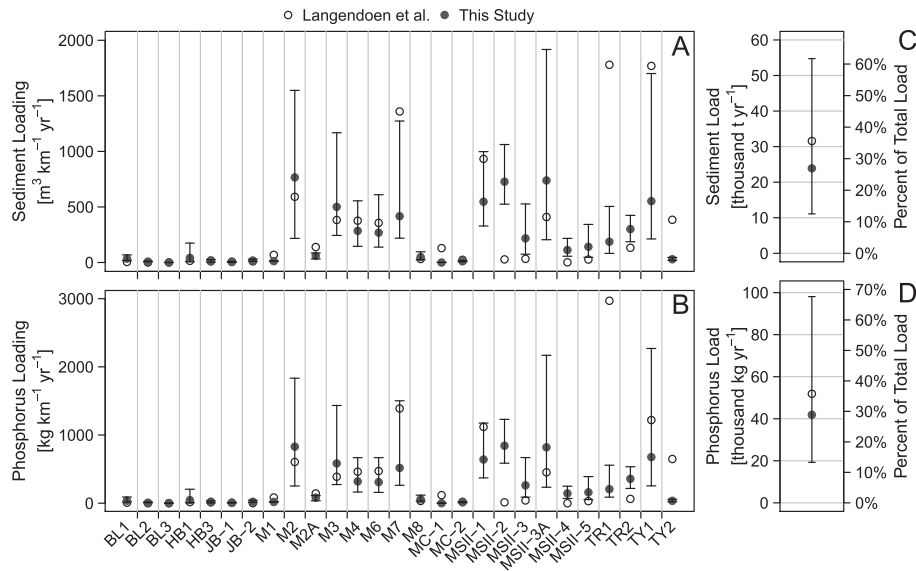 Langendoen et al. This Study
A
Sediment Loading
[m³ km⁻¹ yr⁻¹]
2000
1500
1000
500
0
B
Phosphorus Loading
[kg km⁻¹ yr⁻¹]
3000
2000
1000
0
BL1 BL2 BL3 HB1 HB3 JB−1 JB−2 M1 M2 M2A M3 M4 M6 M7 M8 MC−1 MC−2 MSII−1 MSII−2 MSII−3 MSII−3A MSII−4 MSII−5 TR1 TR2 TY1 TY2
C
Sediment Load
[thousand t yr⁻¹]
60
50
40
30
20
10
0
60%
50%
40%
30%
20%
10%
0%
Percent of Total Load
D
Phosphorus Load
[thousand kg yr⁻¹]
100
80
60
40
20
0
70%
60%
50%
40%
30%
20%
10%
0%
Percent of Total Load